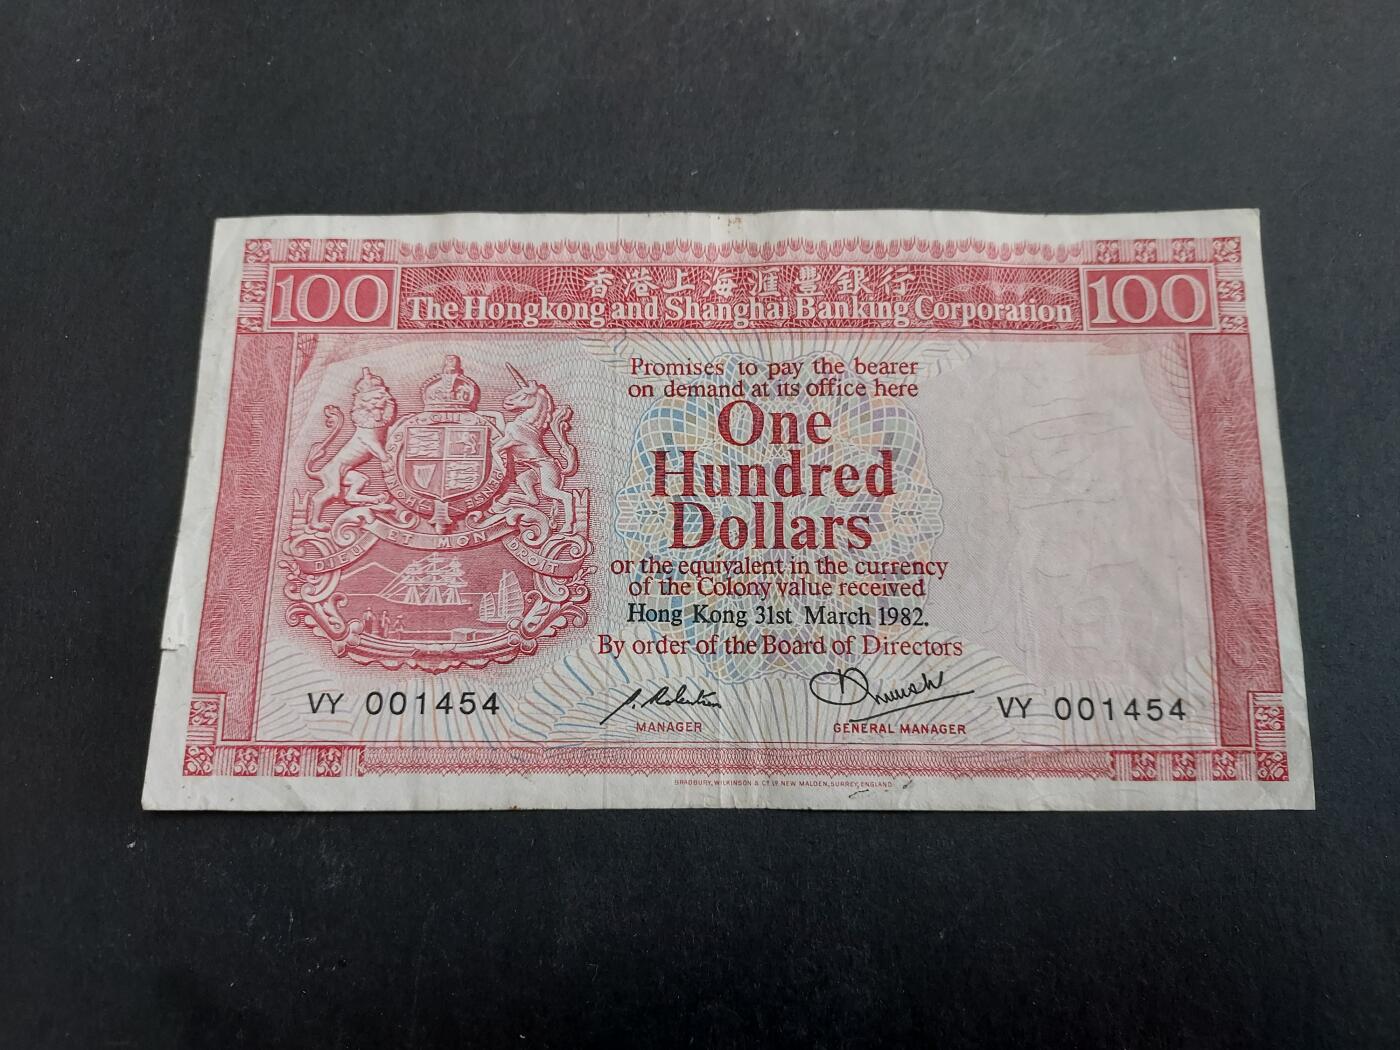 香港上海滙豐銀行
100 The Hongkong and Shanghai Banking Corporation 100
Promises to pay the bearer
on demand at its office here
One
Hundred
Dollars
or the equivalent in the currency
of the Colony value received
Hong Kong 31st March 1982.
By order of the Board of Directors
DIEU ET MON DROIT
VY 001454
VY 001454
MANAGER
GENERAL MANAGER
BRADBURY, WILKINSON & Cº Lº NEW MALDEN, SURREY, ENGLAND